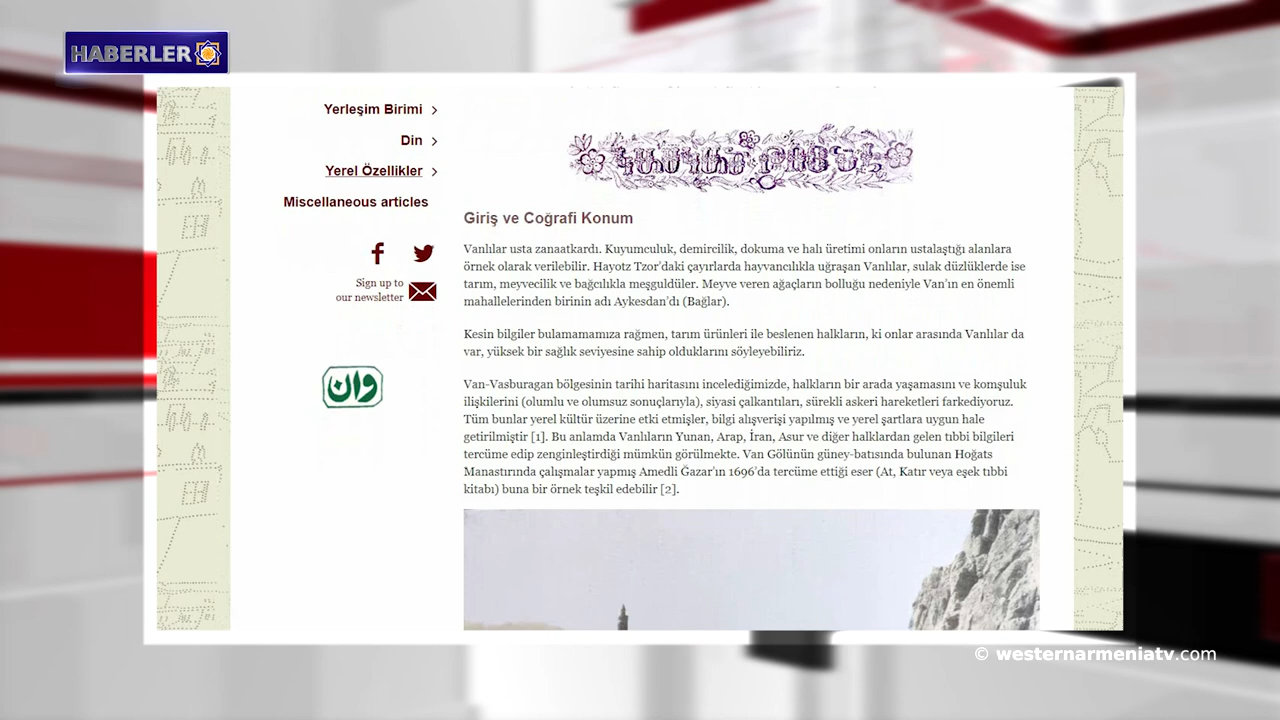 HABERLER
Yerleşim Birimi
Din
Yerel Özellikler
Miscellaneous articles
Sign up to
our newsletter
وان
Giriş ve Coğrafi Konum
Vanlılar usta zanaatkardı. Kuyumculuk, demircilik, dokuma ve halı üretimi onların ustalaştığı alanlara
örnek olarak verilebilir. Hayotz Tzor'daki çayırlarda hayvancılıkla uğraşan Vanlılar, sulak düzlüklerde ise
tarım, meyvecilik ve bağcılıkla meşguldüler. Meyve veren ağaçların bolluğu nedeniyle Van'ın en önemli
mahallelerinden birinin adı Aykesdan'dı (Bağlar).
Kesin bilgiler bulamamamıza rağmen, tarım ürünleri ile beslenen halkların, ki onlar arasında Vanlılar da
var, yüksek bir sağlık seviyesine sahip olduklarını söyleyebiliriz.
Van-Vasburagan bölgesinin tarihi haritasını incelediğimizde, halkların bir arada yaşamasını ve komşuluk
ilişkilerini (olumlu ve olumsuz sonuçlarıyla), siyasi çalkantıları, sürekli askeri hareketleri farkediyoruz.
Tüm bunlar yerel kültür üzerine etki etmişler, bilgi alışverişi yapılmış ve yerel şartlara uygun hale
getirilmiştir [1]. Bu anlamda Vanlıların Yunan, Arap, İran, Asur ve diğer halklardan gelen tıbbi bilgileri
tercüme edip zenginleştirdiği mümkün görülmekte. Van Gölünün güney-batısında bulunan Hoğats
Manastırında çalışmalar yapmış Amedli Ğazar'ın 1696'da tercüme ettiği eser (At, Katır veya eşek tıbbi
kitabı) buna bir örnek teşkil edebilir [2].
© westernarmeniatv.com